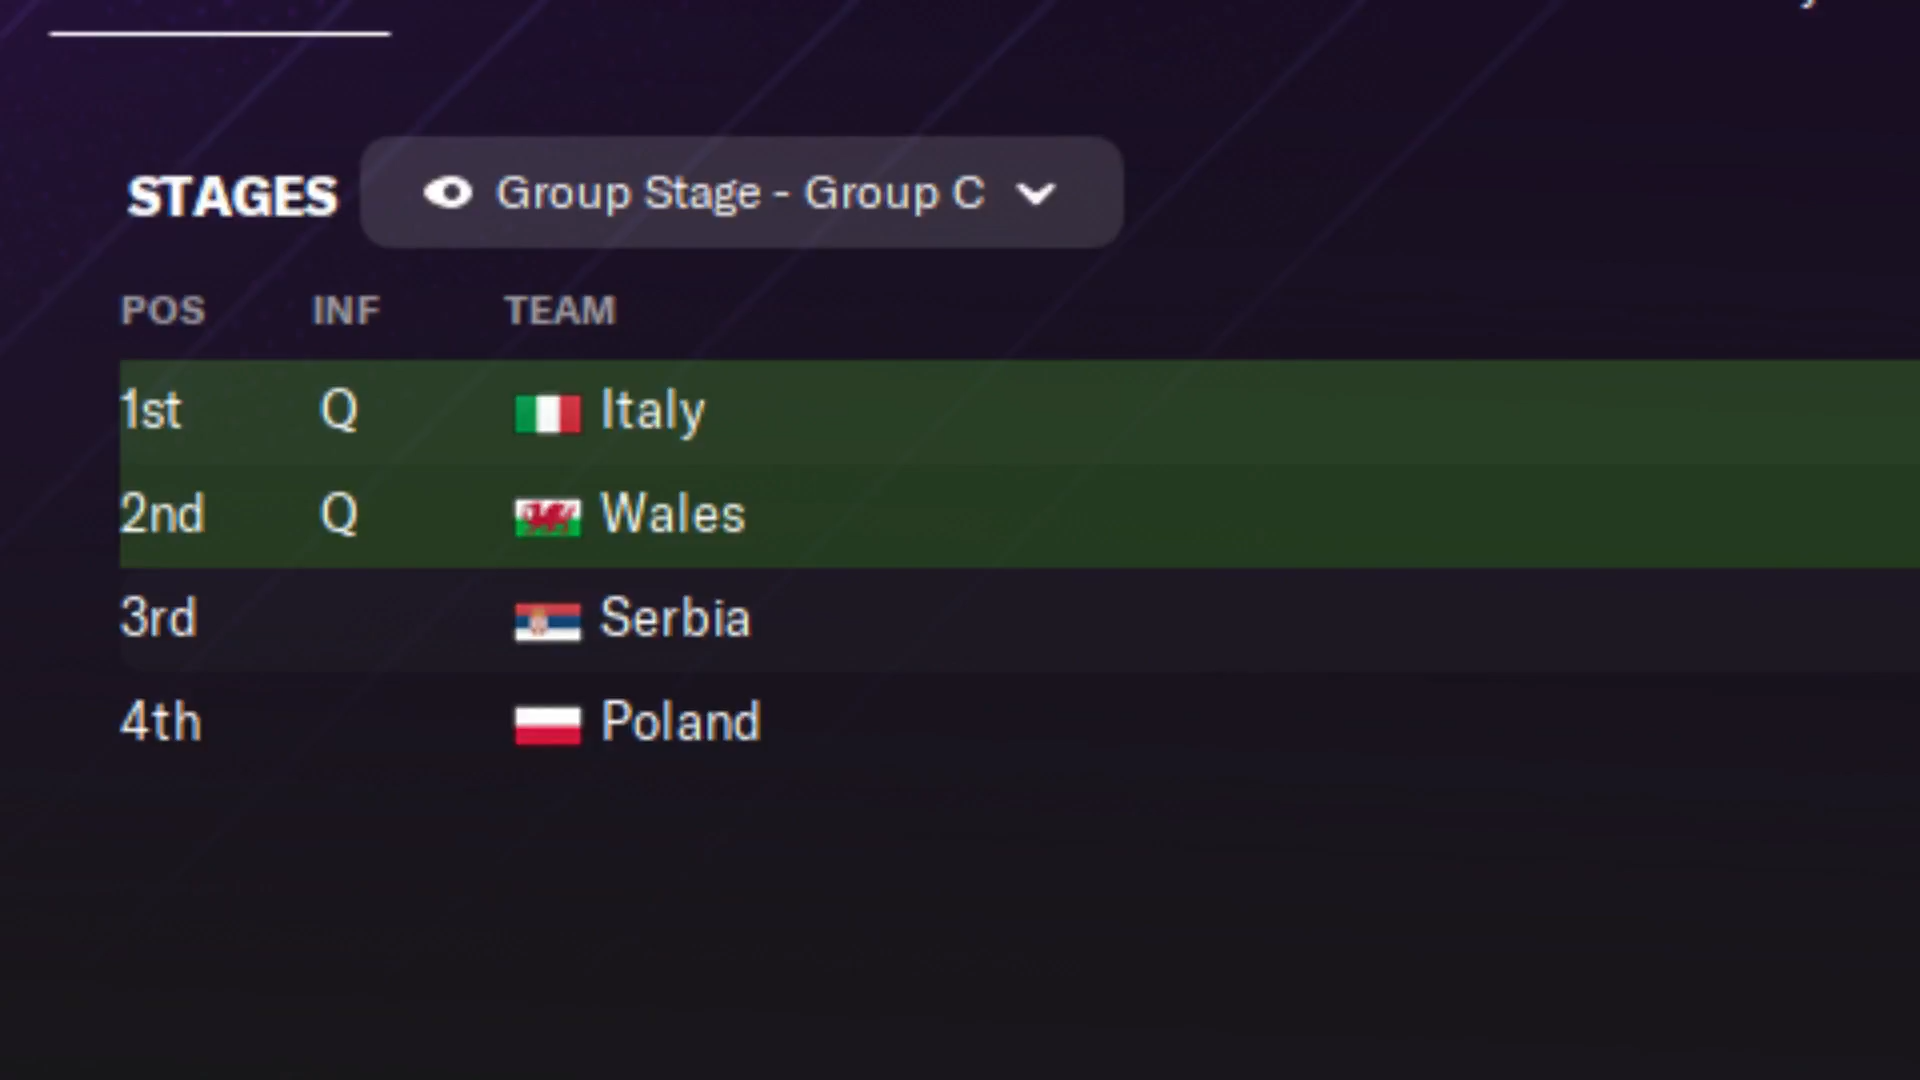 STAGES Group Stage - Group C
POS INF TEAM
1st Q Italy
2nd Q Wales
3rd Serbia
4th Poland